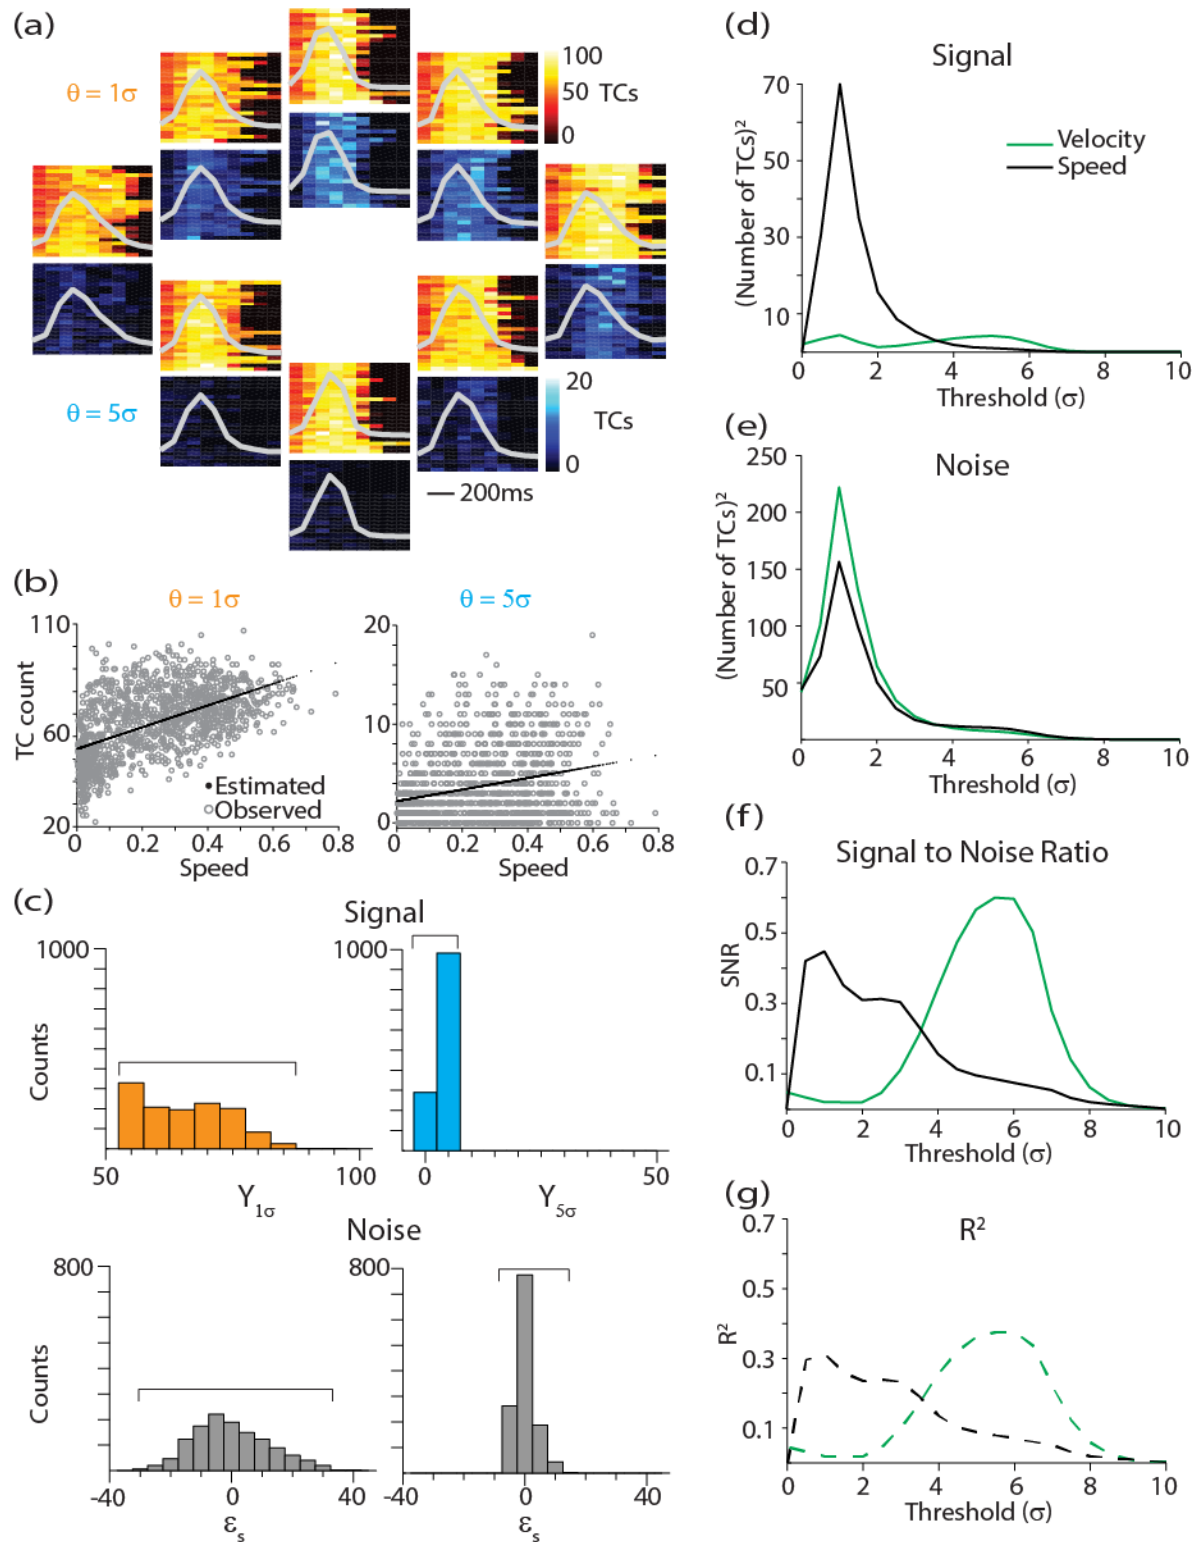 (a)
θ = 1σ
100
50 TCs
0
θ = 5σ
20
TCs
0
200ms
(b)
θ = 1σ
θ = 5σ
110
60
20
TC count
•Estimated
○Observed
0 0.2 0.4 0.6 0.8
Speed
20
10
0
0 0.2 0.4 0.6 0.8
Speed
(c)
Signal
1000
Counts
50 100
Y1σ
1000
0 50
Y5σ
Noise
800
Counts
-40 0 40
εs
800
-40 0 40
εs
(d)
Signal
70
50
30
10
(Number of TCs)²
Velocity
Speed
0 2 4 6 8 10
Threshold (σ)
(e)
Noise
250
200
150
100
50
(Number of TCs)²
0 2 4 6 8 10
Threshold (σ)
(f)
Signal to Noise Ratio
0.7
0.5
0.3
0.1
SNR
0 2 4 6 8 10
Threshold (σ)
(g)
R²
0.7
0.5
0.3
0.1
R²
0 2 4 6 8 10
Threshold (σ)